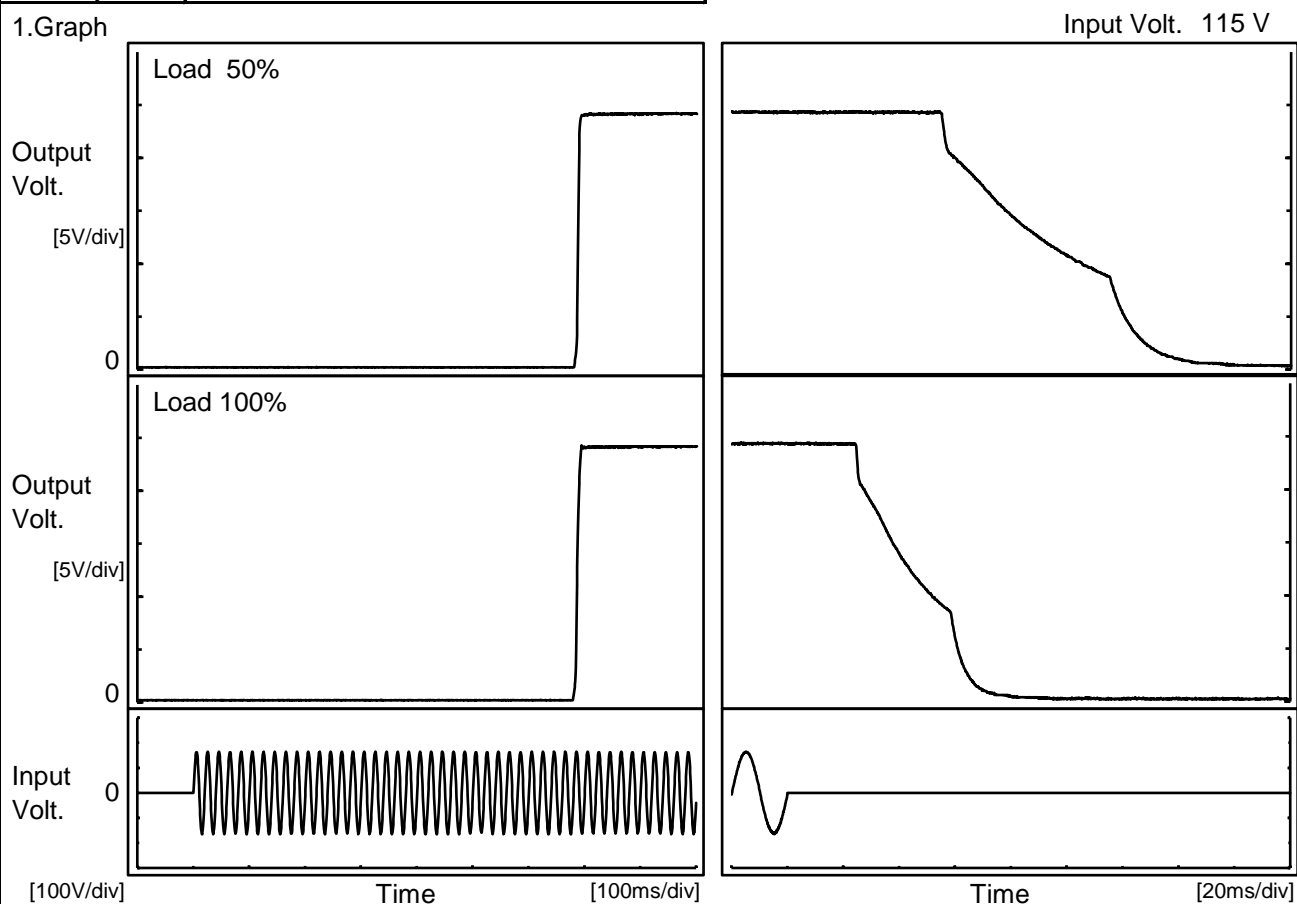 1.Graph
Input Volt. 115 V
Load 50%
Output
Volt.
[5V/div]
0
Load 100%
Output
Volt.
[5V/div]
0
Input
Volt.
0
[100V/div]
Time
[100ms/div]
Time
[20ms/div]